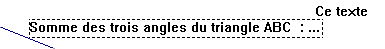 Ce texte
Somme des trois angles du triangle ABC : ...